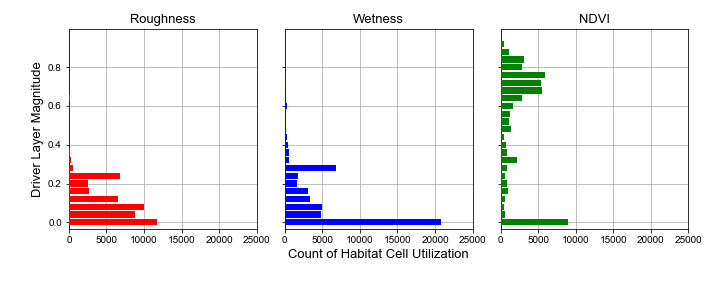 Roughness
Wetness
NDVI
Driver Layer Magnitude
0.8
0.6
0.4
0.2
0.0
0 5000 10000 15000 20000 25000
0 5000 10000 15000 20000 25000
0 5000 10000 15000 20000 25000
Count of Habitat Cell Utilization